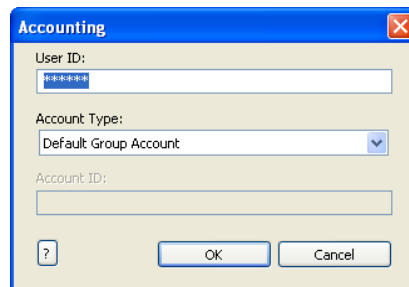 Accounting
User ID:
******
Account Type:
Default Group Account
Account ID:
?
OK
Cancel